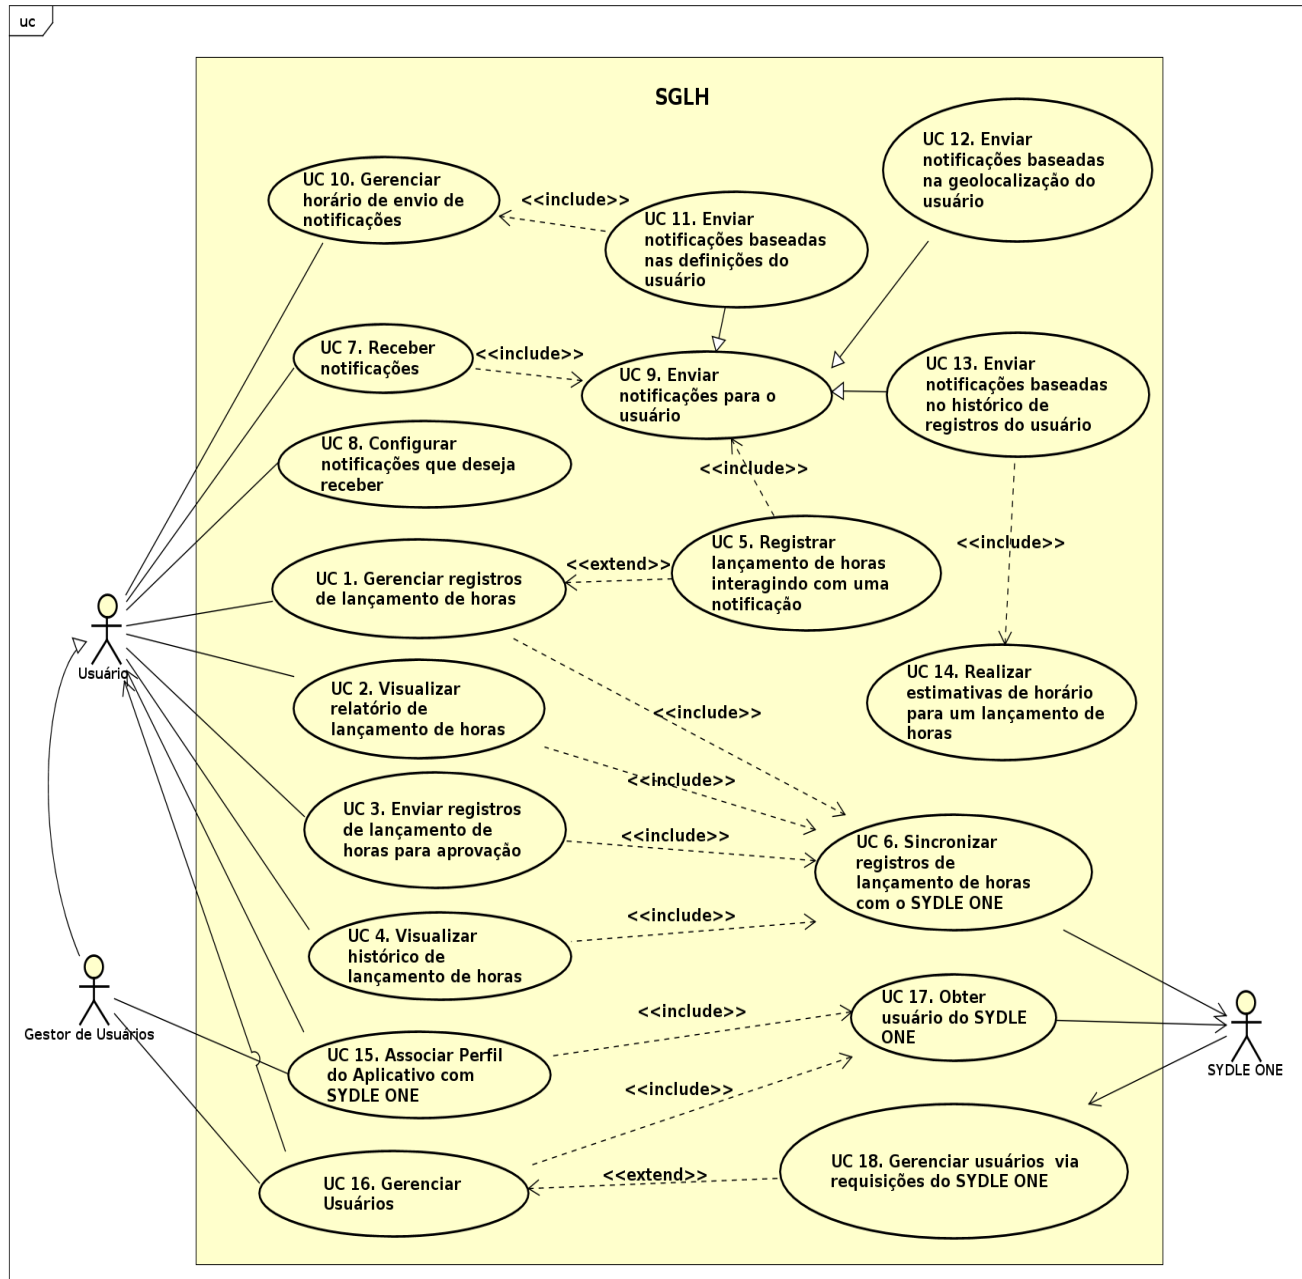 uc
SGLH
UC 12. Enviar
notificações baseadas
na geolocalização do
usuário
UC 10. Gerenciar
horário de envio de
notificações
<<include>>
UC 11. Enviar
notificações baseadas
nas definições do
usuário
UC 7. Receber
notificações
<<include>>
UC 9. Enviar
notificações para o
usuário
UC 13. Enviar
notificações baseadas
no histórico de
registros do usuário
UC 8. Configurar
notificações que deseja
receber
<<include>>
UC 5. Registrar
lançamento de horas
interagindo com uma
notificação
<<include>>
<<extend>>
UC 1. Gerenciar registros
de lançamento de horas
Usuário
UC 2. Visualizar
relatório de
lançamento de horas
UC 14. Realizar
estimativas de horário
para um lançamento de
horas
<<include>>
<<include>>
UC 3. Enviar registros
de lançamento de
horas para aprovação
<<include>>
UC 6. Sincronizar
registros de
lançamento de horas
com o SYDLE ONE
UC 4. Visualizar
histórico de
lançamento de horas
<<include>>
Gestor de Usuários
<<include>>
UC 17. Obter
usuário do SYDLE
ONE
SYDLE ONE
UC 15. Associar Perfil
do Aplicativo com
SYDLE ONE
<<include>>
UC 16. Gerenciar
Usuários
<<extend>>
UC 18. Gerenciar usuários  via
requisições do SYDLE ONE